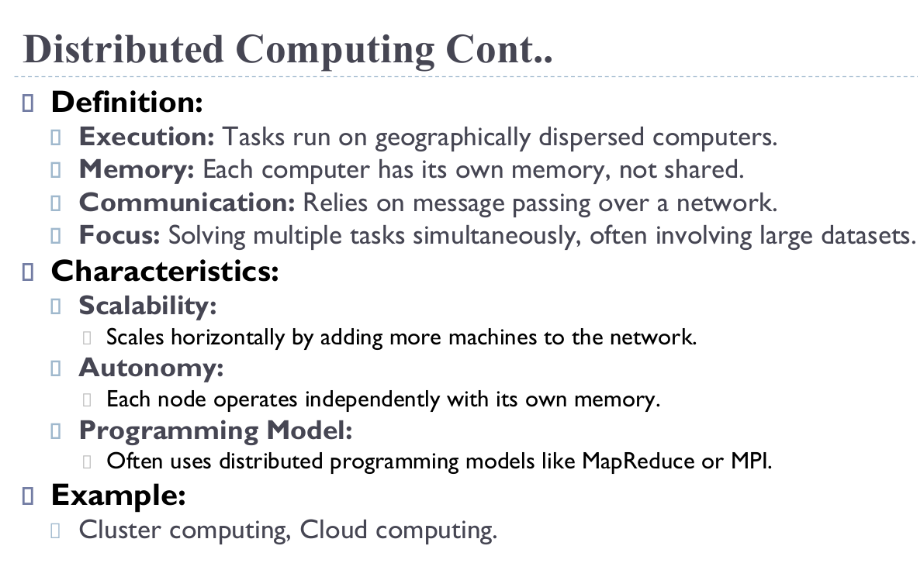 Distributed Computing Cont..
Definition:
Execution: Tasks run on geographically dispersed computers.
Memory: Each computer has its own memory, not shared.
Communication: Relies on message passing over a network.
Focus: Solving multiple tasks simultaneously, often involving large datasets.
Characteristics:
Scalability:
Scales horizontally by adding more machines to the network.
Autonomy:
Each node operates independently with its own memory.
Programming Model:
Often uses distributed programming models like MapReduce or MPI.
Example:
Cluster computing, Cloud computing.